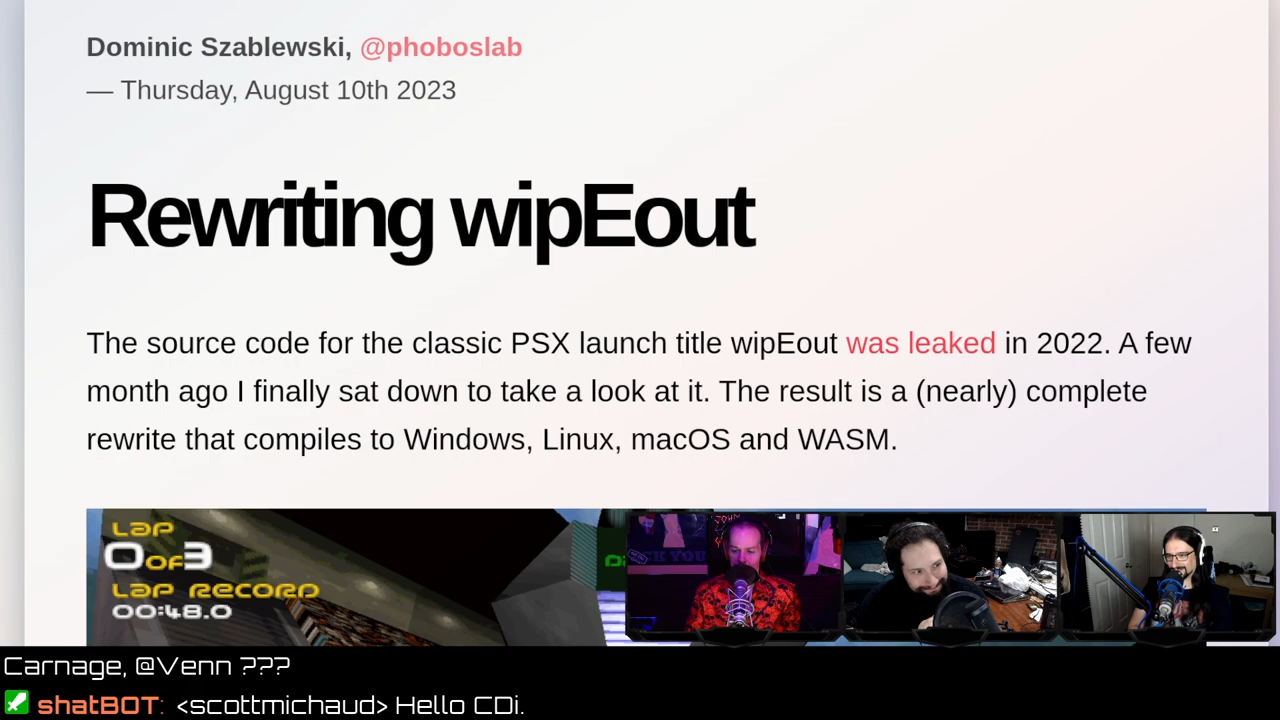 Dominic Szablewski, @phoboslab
— Thursday, August 10th 2023
Rewriting wipEout
The source code for the classic PSX launch title wipEout was leaked in 2022. A few
month ago I finally sat down to take a look at it. The result is a (nearly) complete
rewrite that compiles to Windows, Linux, macOS and WASM.
LAP
0 OF 3
LAP RECORD
00:48.0
JOHN
Carnage, @Venn ???
shatBOT: <scottmichaud> Hello CDi.